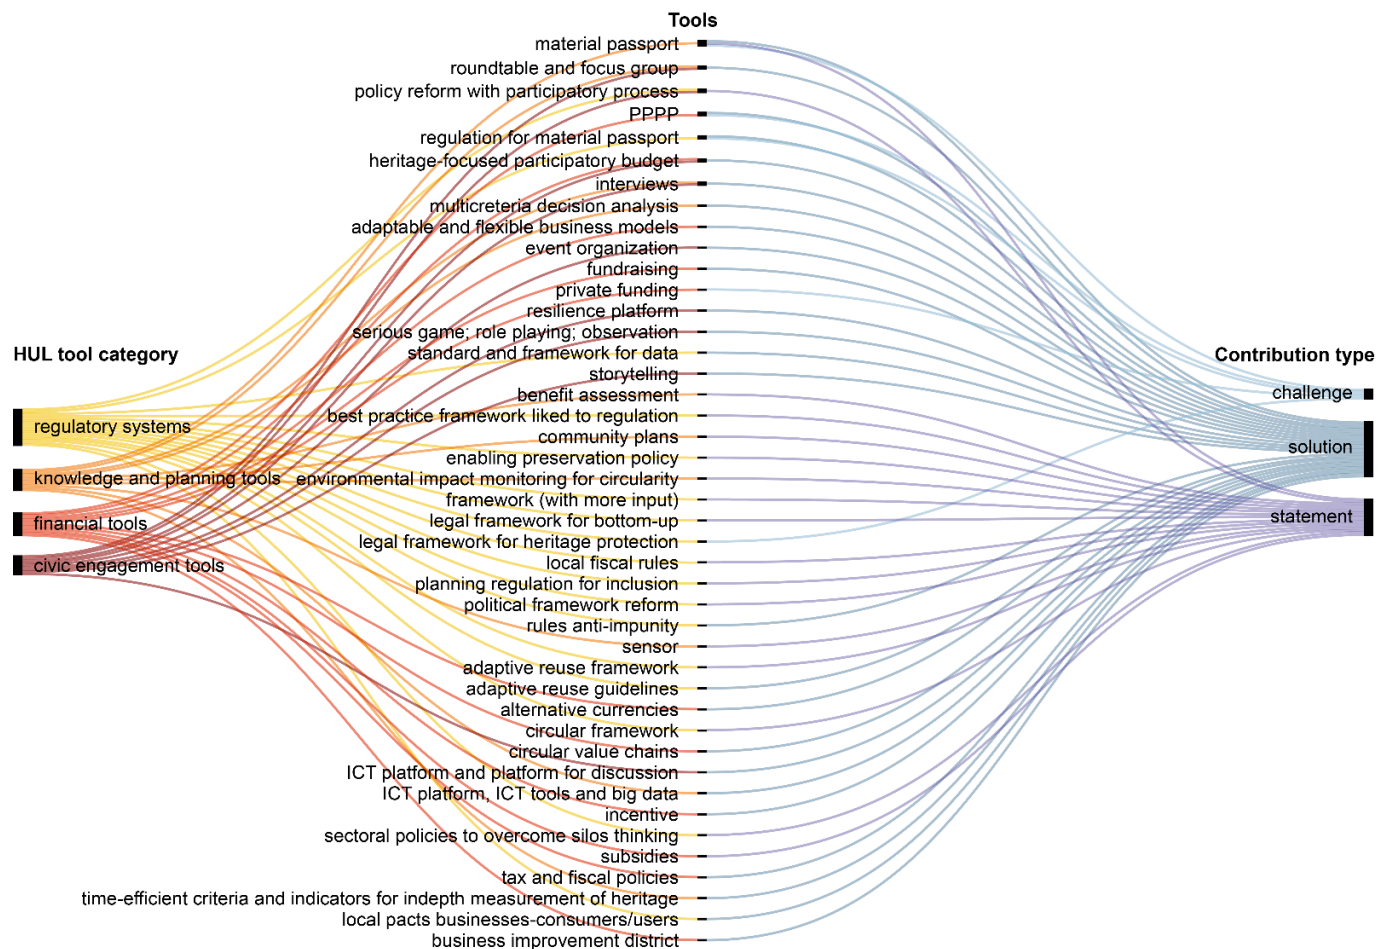 Tools
material passport
roundtable and focus group
policy reform with participatory process
PPPP
regulation for material passport
heritage-focused participatory budget
interviews
multicreteria decision analysis
adaptable and flexible business models
event organization
fundraising
private funding
resilience platform
serious game; role playing; observation
standard and framework for data
storytelling
benefit assessment
best practice framework liked to regulation
community plans
enabling preservation policy
environmental impact monitoring for circularity
framework (with more input)
legal framework for bottom-up
legal framework for heritage protection
local fiscal rules
planning regulation for inclusion
political framework reform
rules anti-impunity
sensor
adaptive reuse framework
adaptive reuse guidelines
alternative currencies
circular framework
circular value chains
ICT platform and platform for discussion
ICT platform, ICT tools and big data
incentive
sectoral policies to overcome silos thinking
subsidies
tax and fiscal policies
time-efficient criteria and indicators for indepth measurement of heritage
local pacts businesses-consumers/users
business improvement district
HUL tool category
regulatory systems
knowledge and planning tools
financial tools
civic engagement tools
Contribution type
challenge
solution
statement